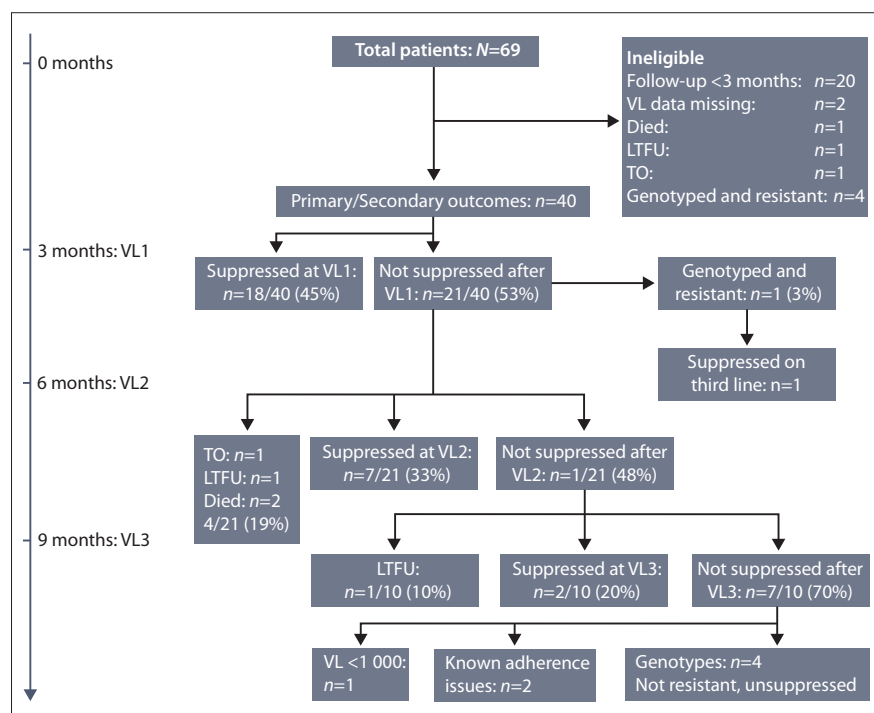 0 months
Total patients: N=69
Ineligible
Follow-up <3 months: n=20
VL data missing: n=2
Died: n=1
LTFU: n=1
TO: n=1
Genotyped and resistant: n=4
Primary/Secondary outcomes: n=40
3 months: VL1
Suppressed at VL1:
n=18/40 (45%)
Not suppressed after
VL1: n=21/40 (53%)
Genotyped and
resistant: n=1 (3%)
Suppressed on
third line: n=1
6 months: VL2
TO: n=1
LTFU: n=1
Died: n=2
4/21 (19%)
Suppressed at VL2:
n=7/21 (33%)
Not suppressed after
VL2: n=1/21 (48%)
9 months: VL3
LTFU:
n=1/10 (10%)
Suppressed at VL3:
n=2/10 (20%)
Not suppressed after
VL3: n=7/10 (70%)
VL <1 000:
n=1
Known adherence
issues: n=2
Genotypes: n=4
Not resistant, unsuppressed